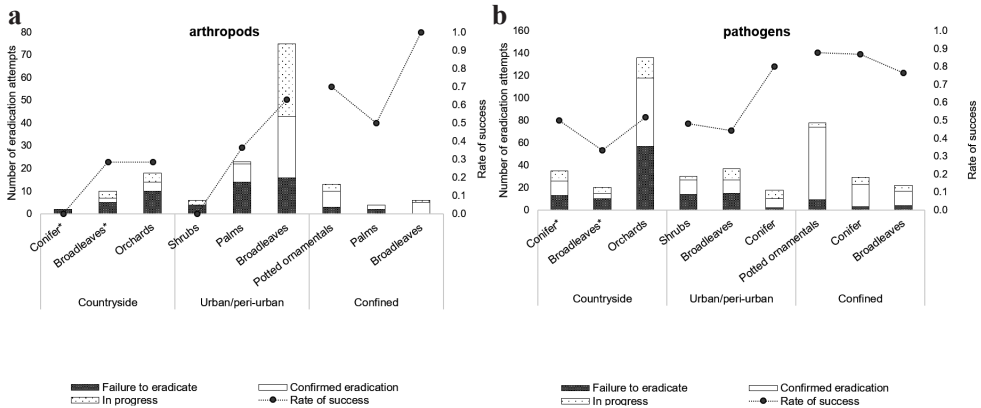 a
arthropods
Number of eradication attempts
80
70
60
50
40
30
20
10
0
1.0
0.9
0.8
0.7
0.6
0.5
0.4
0.3
0.2
0.1
0.0
Rate of success
Conifer*
Broadleaves*
Orchards
Shrubs
Palms
Broadleaves
Potted ornamentals
Palms
Broadleaves
Countryside
Urban/peri-urban
Confined
Failure to eradicate
Confirmed eradication
In progress
Rate of success
b
pathogens
Number of eradication attempts
160
140
120
100
80
60
40
20
0
1.0
0.9
0.8
0.7
0.6
0.5
0.4
0.3
0.2
0.1
0.0
Rate of success
Conifer*
Broadleaves*
Orchards
Shrubs
Broadleaves
Conifer
Potted ornamentals
Conifer
Broadleaves
Countryside
Urban/peri-urban
Confined
Failure to eradicate
Confirmed eradication
In progress
Rate of success